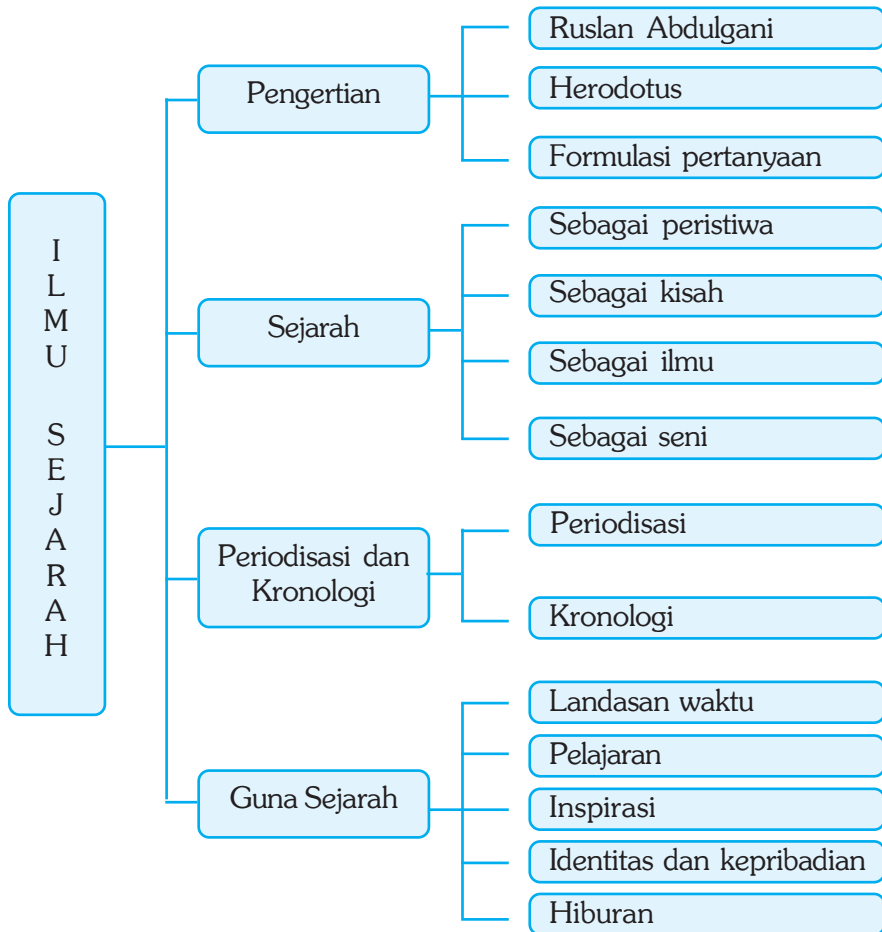 ILMU SEJARAH
Pengertian
Ruslan Abdulgani
Herodotus
Formulasi pertanyaan
Sejarah
Sebagai peristiwa
Sebagai kisah
Sebagai ilmu
Sebagai seni
Periodisasi dan
Kronologi
Periodisasi
Kronologi
Guna Sejarah
Landasan waktu
Pelajaran
Inspirasi
Identitas dan kepribadian
Hiburan